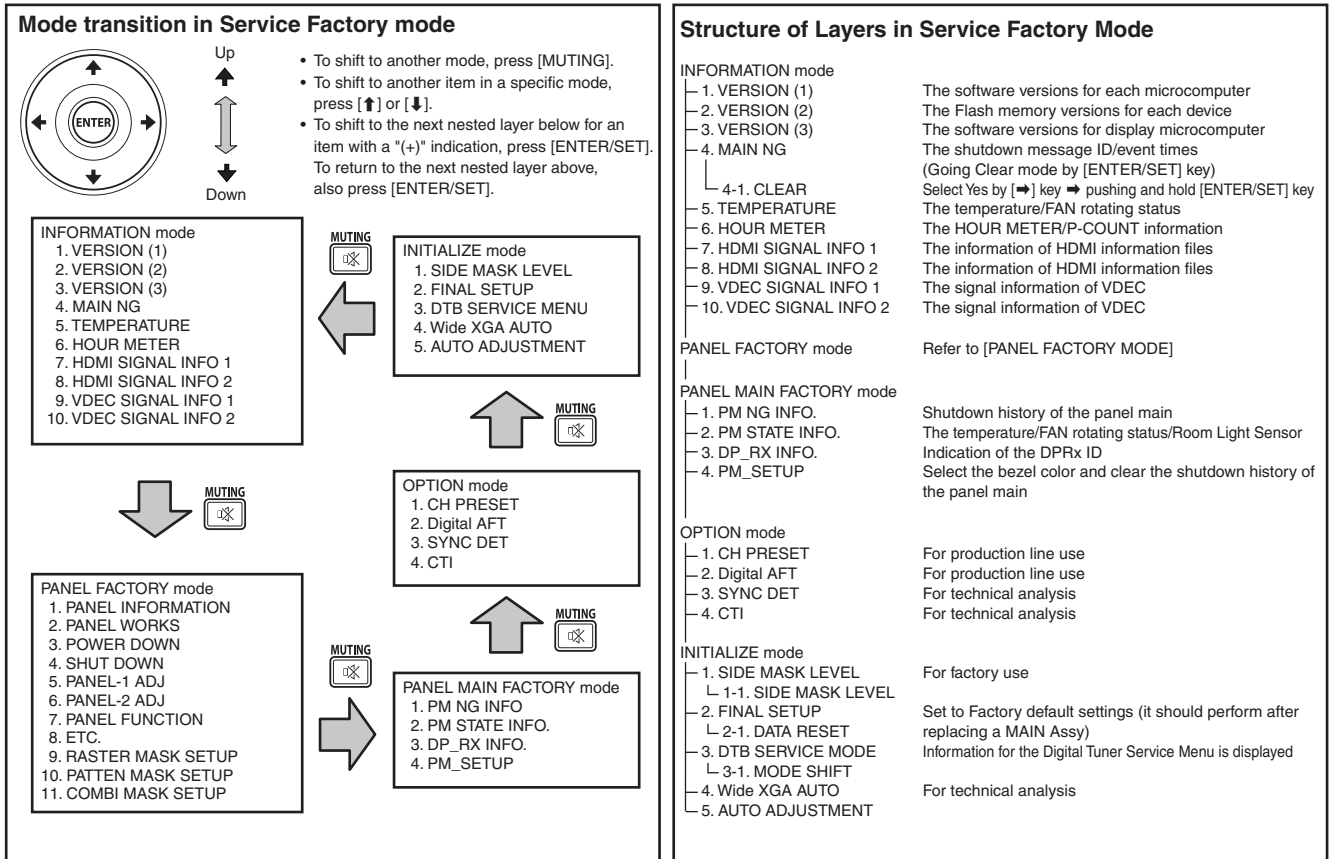 Mode transition in Service Factory mode
Up
ENTER
Down
• To shift to another mode, press [MUTING].
• To shift to another item in a specific mode,
press [⬆] or [⬇].
• To shift to the next nested layer below for an
item with a "(+)" indication, press [ENTER/SET].
To return to the next nested layer above,
also press [ENTER/SET].
INFORMATION mode
1. VERSION (1)
2. VERSION (2)
3. VERSION (3)
4. MAIN NG
5. TEMPERATURE
6. HOUR METER
7. HDMI SIGNAL INFO 1
8. HDMI SIGNAL INFO 2
9. VDEC SIGNAL INFO 1
10. VDEC SIGNAL INFO 2
MUTING
INITIALIZE mode
1. SIDE MASK LEVEL
2. FINAL SETUP
3. DTB SERVICE MENU
4. Wide XGA AUTO
5. AUTO ADJUSTMENT
MUTING
MUTING
OPTION mode
1. CH PRESET
2. Digital AFT
3. SYNC DET
4. CTI
MUTING
PANEL FACTORY mode
1. PANEL INFORMATION
2. PANEL WORKS
3. POWER DOWN
4. SHUT DOWN
5. PANEL-1 ADJ
6. PANEL-2 ADJ
7. PANEL FUNCTION
8. ETC.
9. RASTER MASK SETUP
10. PATTEN MASK SETUP
11. COMBI MASK SETUP
MUTING
PANEL MAIN FACTORY mode
1. PM NG INFO
2. PM STATE INFO.
3. DP_RX INFO.
4. PM_SETUP
Structure of Layers in Service Factory Mode
INFORMATION mode
1. VERSION (1) The software versions for each microcomputer
2. VERSION (2) The Flash memory versions for each device
3. VERSION (3) The software versions for display microcomputer
4. MAIN NG The shutdown message ID/event times
(Going Clear mode by [ENTER/SET] key)
4-1. CLEAR Select Yes by [➡] key ➡ pushing and hold [ENTER/SET] key
5. TEMPERATURE The temperature/FAN rotating status
6. HOUR METER The HOUR METER/P-COUNT information
7. HDMI SIGNAL INFO 1 The information of HDMI information files
8. HDMI SIGNAL INFO 2 The information of HDMI information files
9. VDEC SIGNAL INFO 1 The signal information of VDEC
10. VDEC SIGNAL INFO 2 The signal information of VDEC
PANEL FACTORY mode Refer to [PANEL FACTORY MODE]
PANEL MAIN FACTORY mode
1. PM NG INFO. Shutdown history of the panel main
2. PM STATE INFO. The temperature/FAN rotating status/Room Light Sensor
3. DP_RX INFO. Indication of the DPRx ID
4. PM_SETUP Select the bezel color and clear the shutdown history of
the panel main
OPTION mode
1. CH PRESET For production line use
2. Digital AFT For production line use
3. SYNC DET For technical analysis
4. CTI For technical analysis
INITIALIZE mode
1. SIDE MASK LEVEL For factory use
1-1. SIDE MASK LEVEL
2. FINAL SETUP Set to Factory default settings (it should perform after
2-1. DATA RESET replacing a MAIN Assy)
3. DTB SERVICE MODE Information for the Digital Tuner Service Menu is displayed
3-1. MODE SHIFT
4. Wide XGA AUTO For technical analysis
5. AUTO ADJUSTMENT